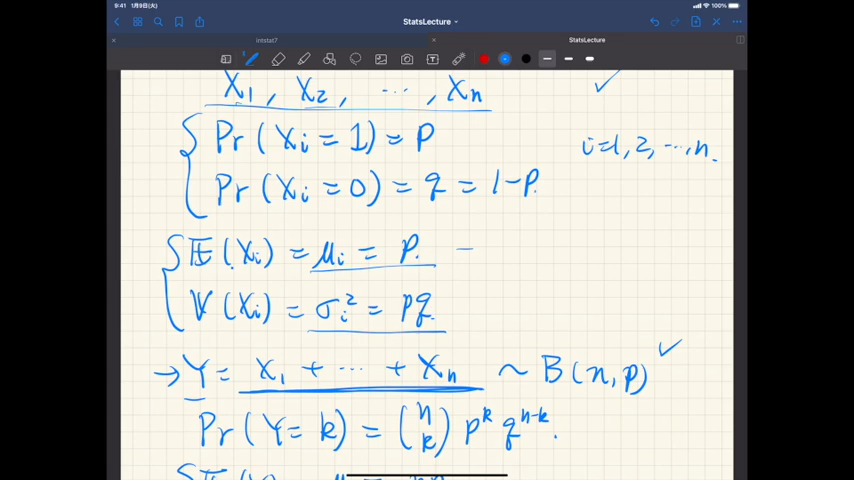 9:41 1月9日(火) 100%
StatsLecture
intstat7 StatsLecture
X₁, X₂, ⋯, Xₙ
Pr(Xi = 1) = p
i=1, 2, ⋯, n.
Pr(Xi = 0) = q = 1-p.
𝔼(Xi) = μi = p.
𝕍(Xi) = σi² = pq.
→ Y = X₁ + ⋯ + Xₙ ~ B(n, p)
Pr(Y = k) = (n k) p^k q^{n-k}.